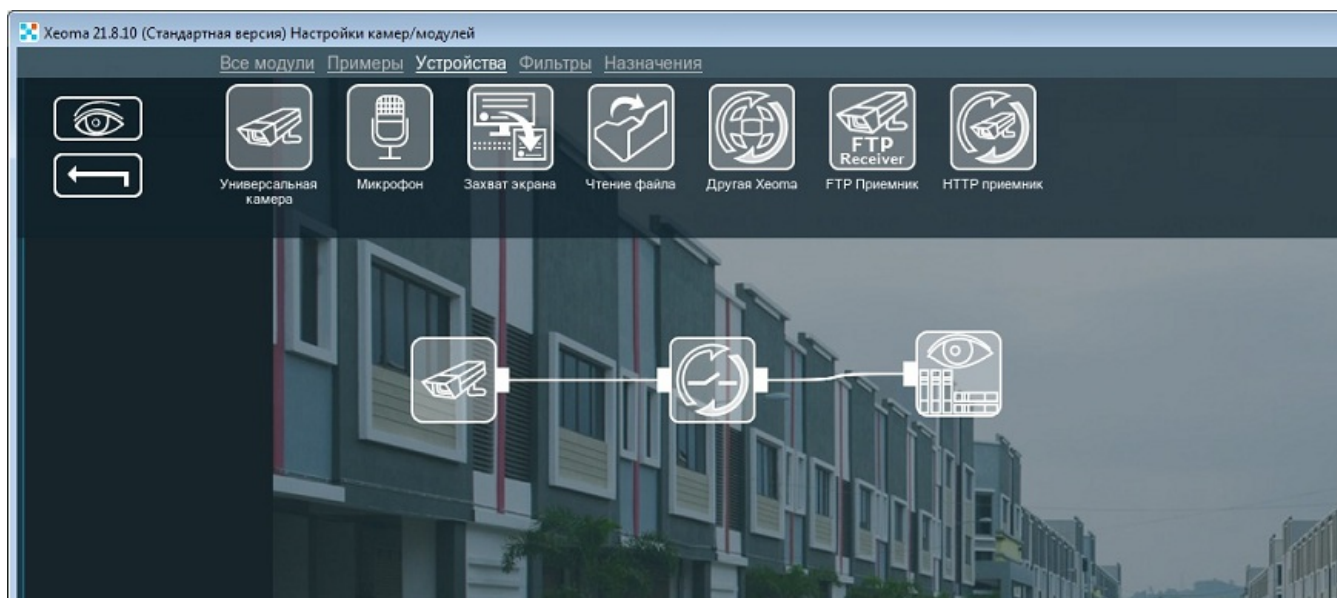 Xeoma 21.8.10 (Стандартная версия) Настройки камер/модулей
Все модули Примеры Устройства Фильтры Назначения
FTP
Receiver
Универсальная камера
Микрофон
Захват экрана
Чтение файла
Другая Xeoma
FTP Приемник
HTTP приемник